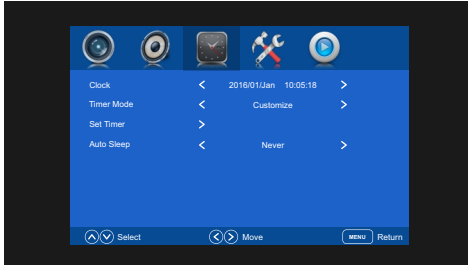 Clock < 2016/01/Jan 10:05:18 >
Timer Mode < Customize >
Set Timer >
Auto Sleep < Never >
Select Move MENU Return